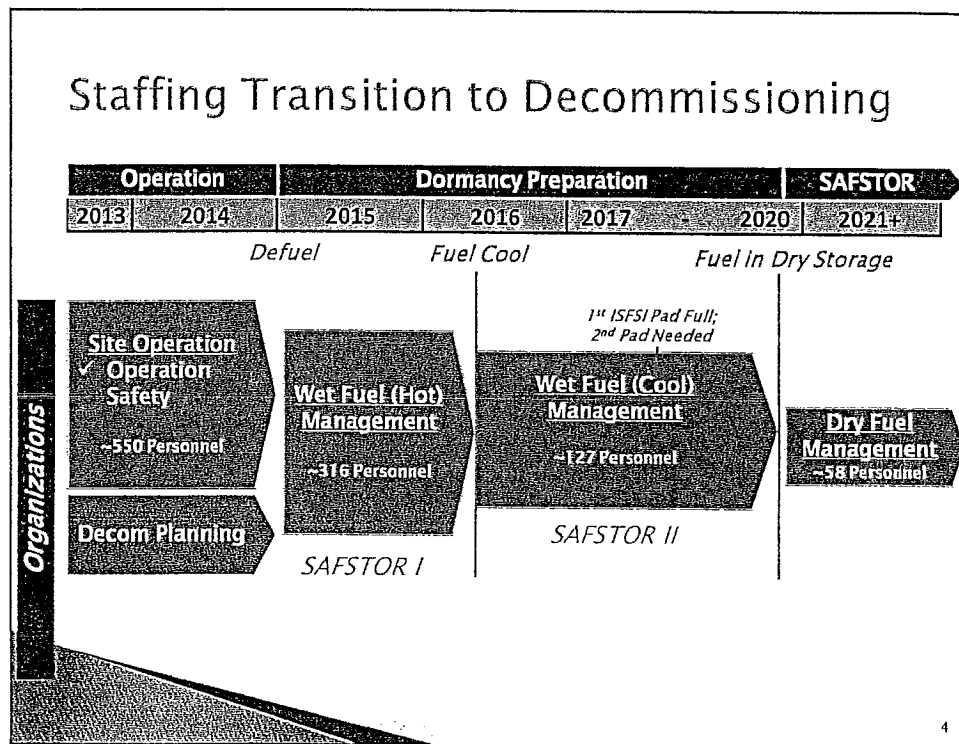 Staffing Transition to Decommissioning
Operation
Dormancy Preparation
SAFSTOR
2013
2014
2015
2016
2017 - 2020
2021+
Defuel
Fuel Cool
Fuel in Dry Storage
Organizations
Site Operation
✓ Operation
Safety
~550 Personnel
Decom Planning
Wet Fuel (Hot)
Management
~316 Personnel
SAFSTOR I
1st ISFSI Pad Full;
2nd Pad Needed
Wet Fuel (Cool)
Management
~127 Personnel
SAFSTOR II
Dry Fuel
Management
~58 Personnel
4